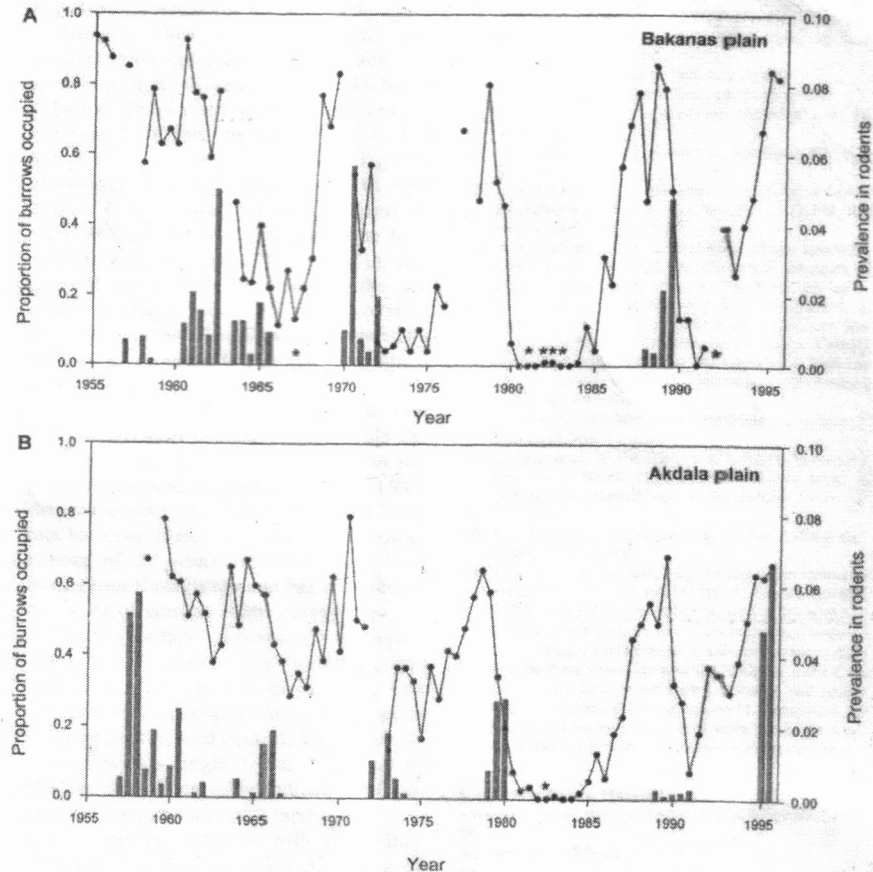 A
Bakanas plain
Proportion of burrows occupied
Prevalence in rodents
1.0
0.8
0.6
0.4
0.2
0.0
0.10
0.08
0.06
0.04
0.02
0.00
1955 1960 1965 1970 1975 1980 1985 1990 1995
Year
B
Akdala plain
Proportion of burrows occupied
Prevalence in rodents
1.0
0.8
0.6
0.4
0.2
0.0
0.10
0.08
0.06
0.04
0.02
0.00
1955 1960 1965 1970 1975 1980 1985 1990 1995
Year